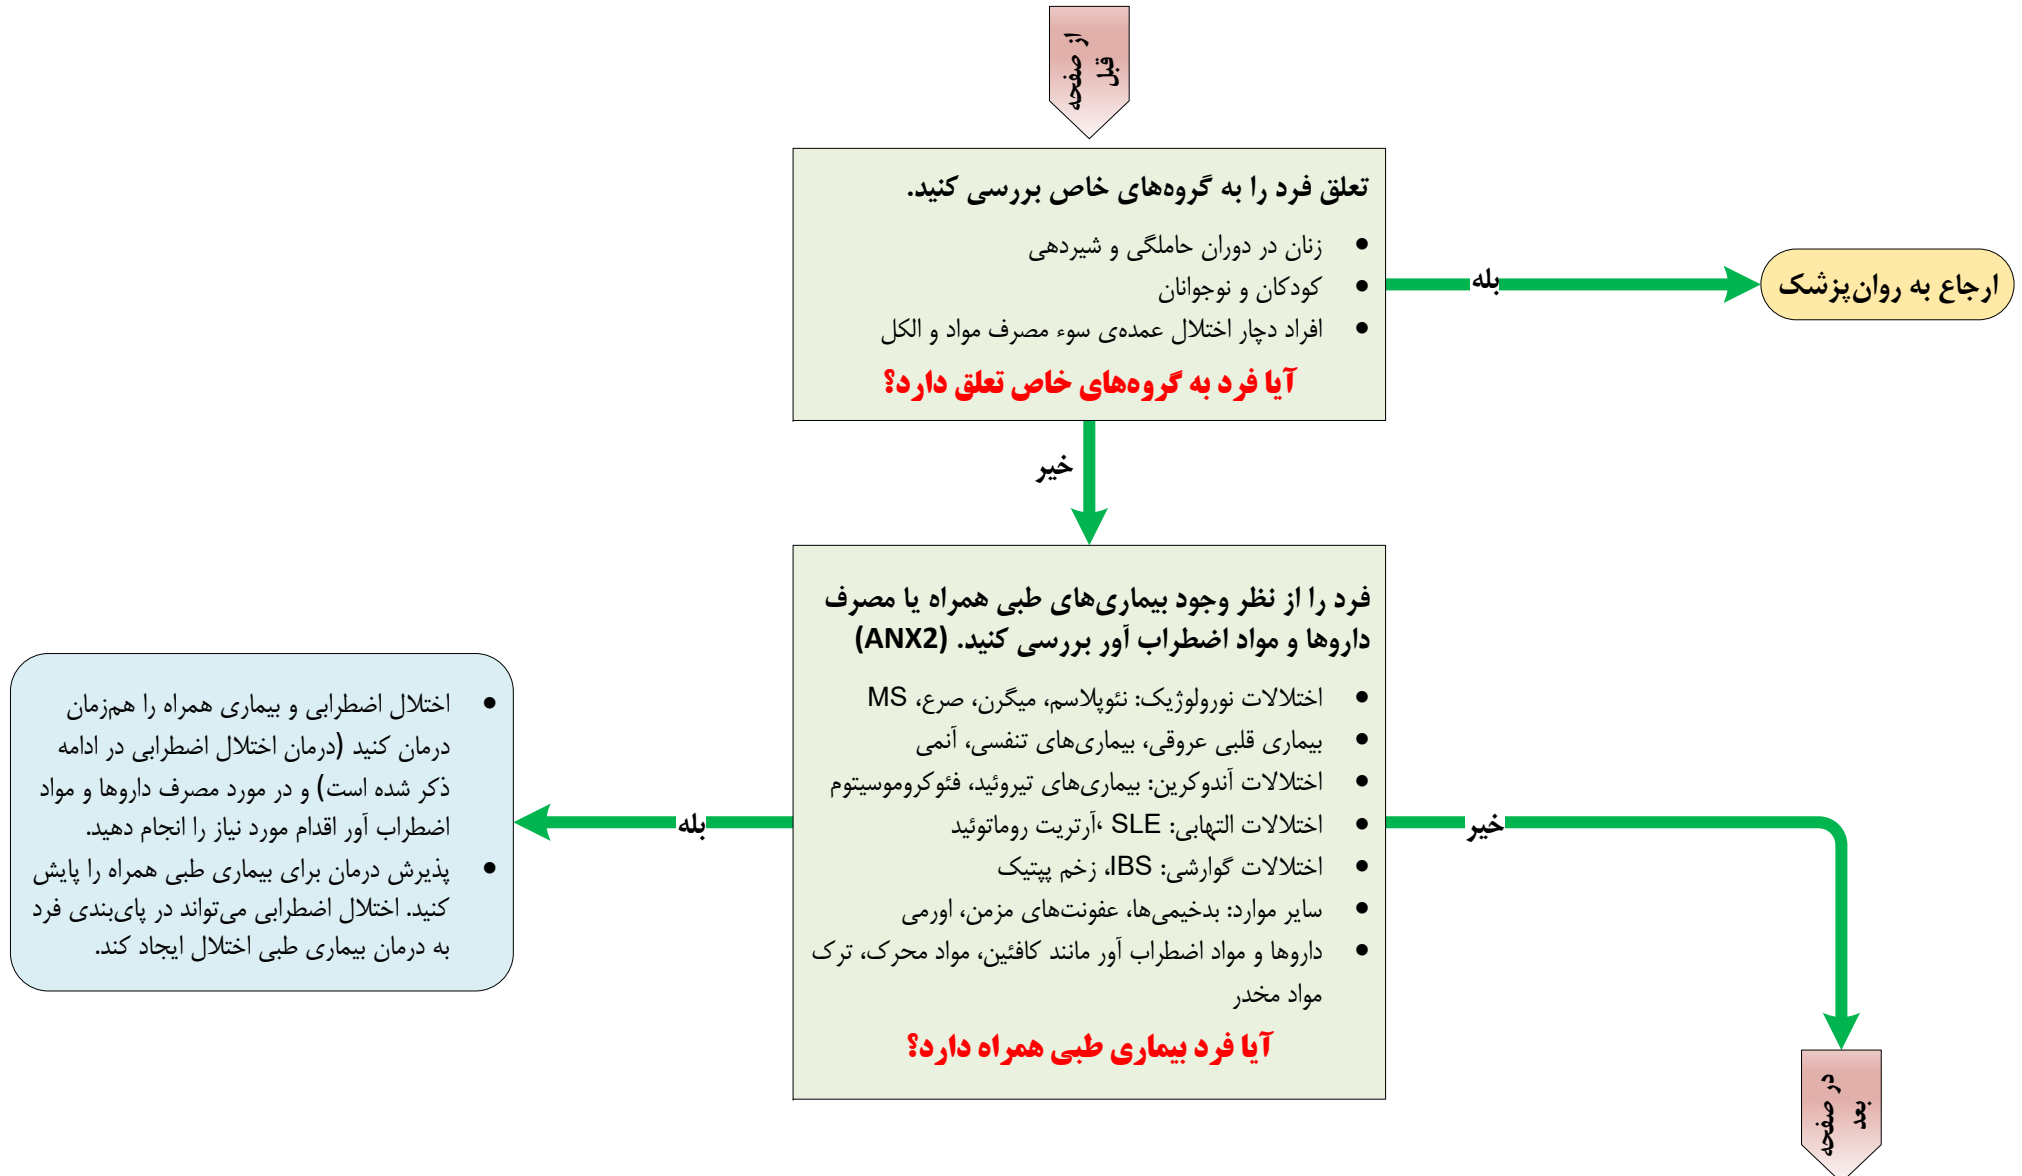 از صفحه
قبل
تعلق فرد را به گروه‌های خاص بررسی کنید.
● زنان در دوران حاملگی و شیردهی
● کودکان و نوجوانان
● افراد دچار اختلال عمده‌ی سوء مصرف مواد و الکل
آیا فرد به گروه‌های خاص تعلق دارد؟
بله
ارجاع به روان‌پزشک
خیر
فرد را از نظر وجود بیماری‌های طبی همراه یا مصرف
داروها و مواد اضطراب آور بررسی کنید. (ANX2)
● اختلالات نورولوژیک: نئوپلاسم، میگرن، صرع، MS
● بیماری قلبی عروقی، بیماری‌های تنفسی، آنمی
● اختلالات آندوکرین: بیماری‌های تیروئید، فئوکروموسیتوم
● اختلالات التهابی: SLE ،آرتریت روماتوئید
● اختلالات گوارشی: IBS، زخم پپتیک
● سایر موارد: بدخیمی‌ها، عفونت‌های مزمن، اورمی
● داروها و مواد اضطراب آور مانند کافئین، مواد محرک، ترک
مواد مخدر
آیا فرد بیماری طبی همراه دارد؟
خیر
در صفحه
بعد
بله
● اختلال اضطرابی و بیماری همراه را هم‌زمان
درمان کنید (درمان اختلال اضطرابی در ادامه
ذکر شده است) و در مورد مصرف داروها و مواد
اضطراب آور اقدام مورد نیاز را انجام دهید.
● پذیرش درمان برای بیماری طبی همراه را پایش
کنید. اختلال اضطرابی می‌تواند در پای‌بندی فرد
به درمان بیماری طبی اختلال ایجاد کند.